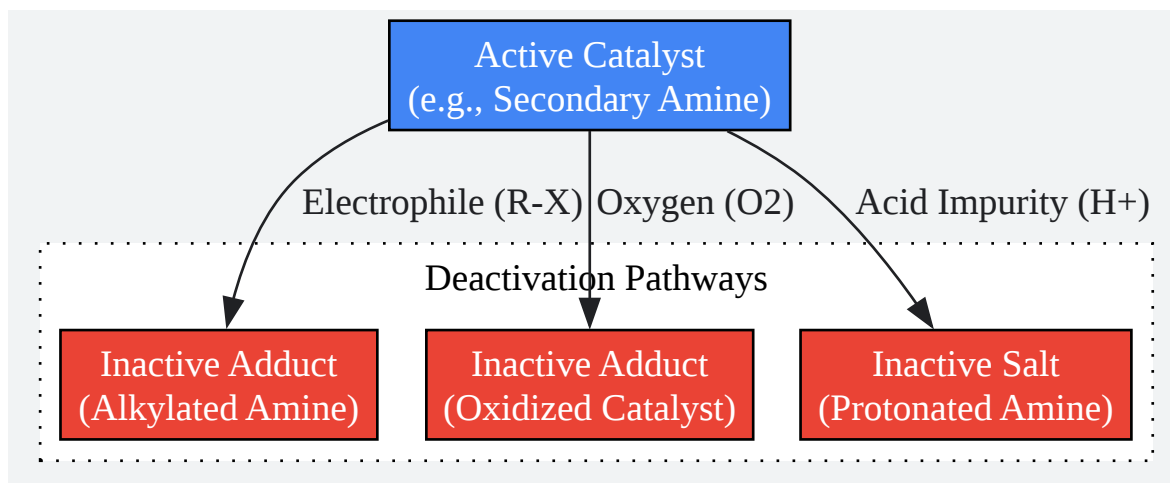 Active Catalyst
(e.g., Secondary Amine)
Electrophile (R-X)
Oxygen (O2)
Acid Impurity (H+)
Deactivation Pathways
Inactive Adduct
(Alkylated Amine)
Inactive Adduct
(Oxidized Catalyst)
Inactive Salt
(Protonated Amine)